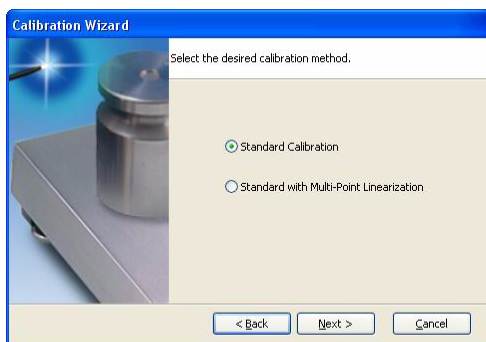 Calibration Wizard
Select the desired calibration method.
Standard Calibration
Standard with Multi-Point Linearization
< Back
Next >
Cancel